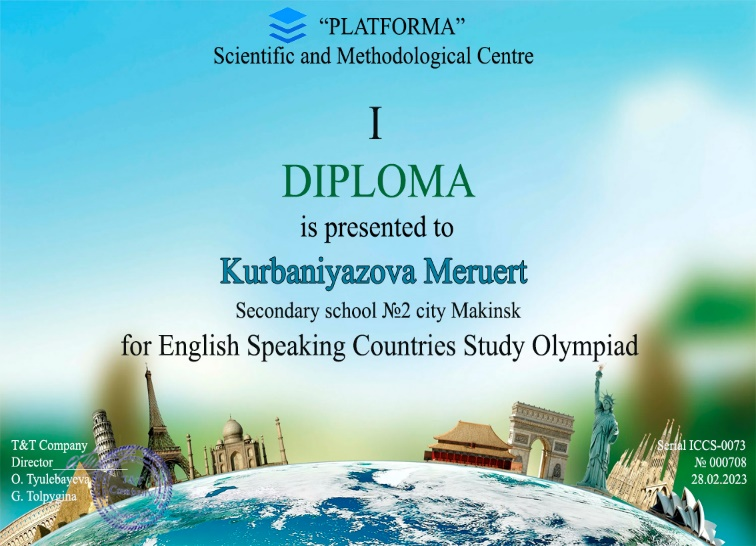 “PLATFORMA”
Scientific and Methodological Centre
I
DIPLOMA
is presented to
Kurbaniyazova Meruert
Secondary school №2 city Makinsk
for English Speaking Countries Study Olympiad
T&T Company
Director
O. Tyulebayeva
G. Tolpygina
Serial ICCS-0073
№ 000708
28.02.2023